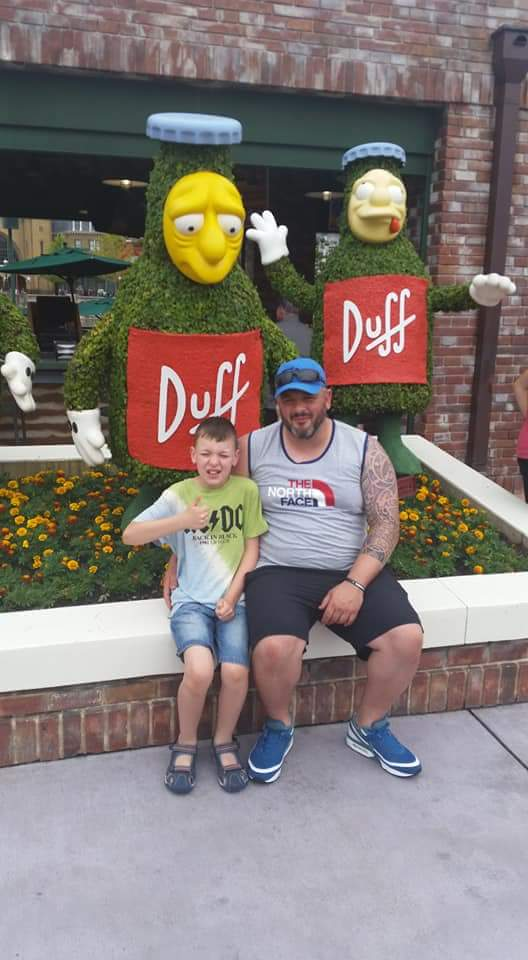 Duff
Duff
THE
NORTH
FACE
AC/DC
BACK IN BLACK